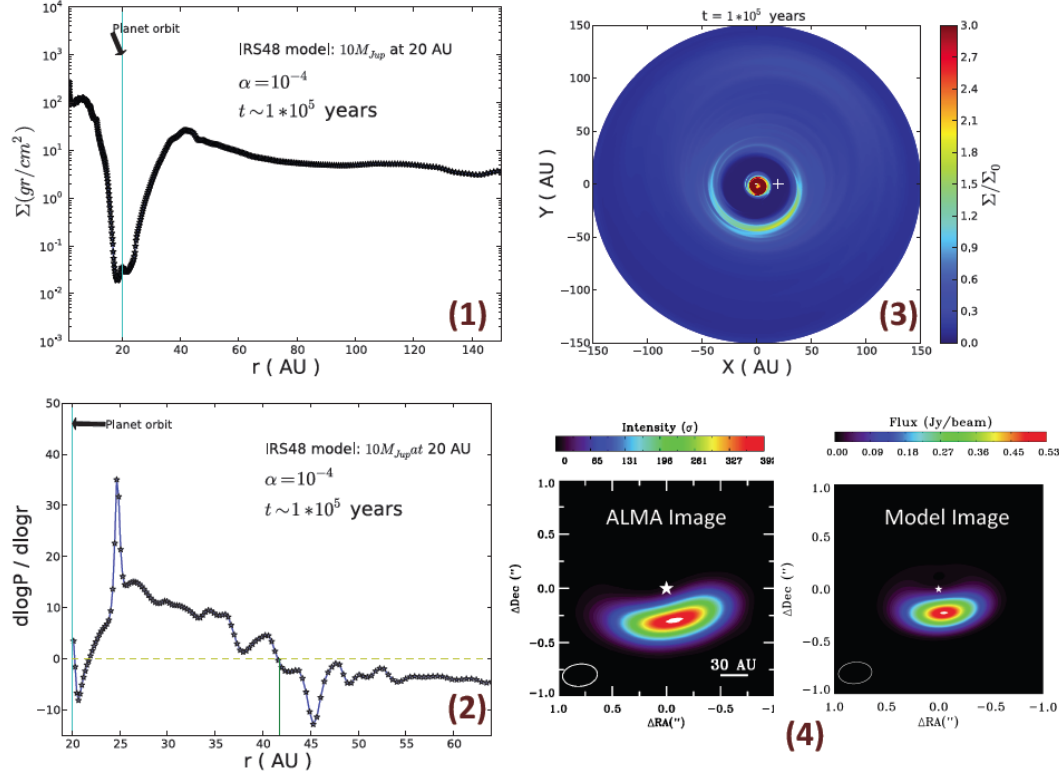 Planet orbit
IRS48 model: 10M_Jup at 20 AU
α = 10^-4
t ~ 1 * 10^5 years
Σ(gr/cm^2)
10^4
10^3
10^2
10^1
10^0
10^-1
10^-2
10^-3
20 40 60 80 100 120 140
r ( AU )
(1)
t = 1 * 10^5 years
Y ( AU )
150
100
50
0
−50
−100
−150
−150 −100 −50 0 50 100 150
X ( AU )
3.0
2.7
2.4
2.1
1.8
1.5
1.2
0.9
0.6
0.3
0.0
Σ/Σ_0
(3)
Planet orbit
IRS48 model: 10M_Jup at 20 AU
α = 10^-4
t ~ 1 * 10^5 years
dlogP / dlogr
50
40
30
20
10
0
−10
20 25 30 35 40 45 50 55 60
r ( AU )
(2)
Intensity (σ)
0 65 131 196 261 327 392
ALMA Image
ΔDec (")
1.0
0.5
0.0
-0.5
-1.0
30 AU
1.0 0.5 0.0 -0.5 -1.0
ΔRA(")
Flux (Jy/beam)
0.00 0.09 0.18 0.27 0.36 0.45 0.53
Model Image
ΔDec (")
1.0
0.5
0.0
-0.5
-1.0
1.0 0.5 0.0 -0.5 -1.0
ΔRA(")
(4)